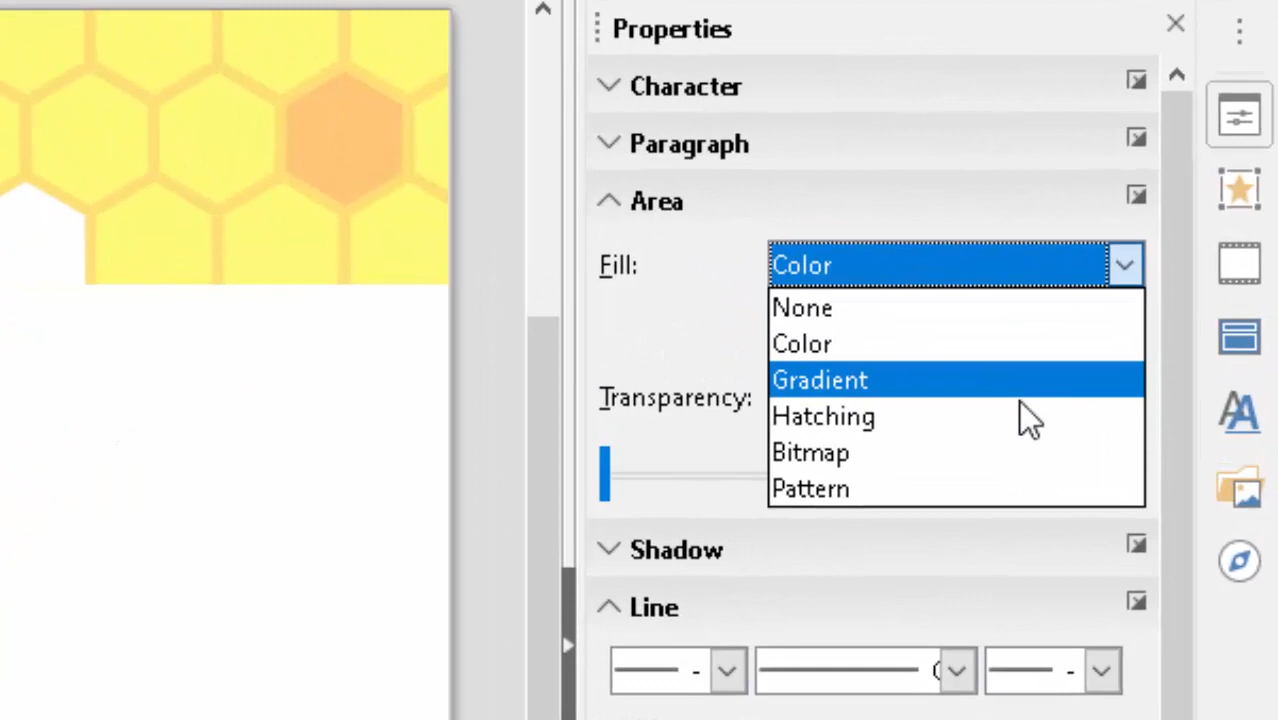 Properties
Character
Paragraph
Area
Fill:
Color
None
Color
Gradient
Transparency:
Hatching
Bitmap
Pattern
Shadow
Line
- -